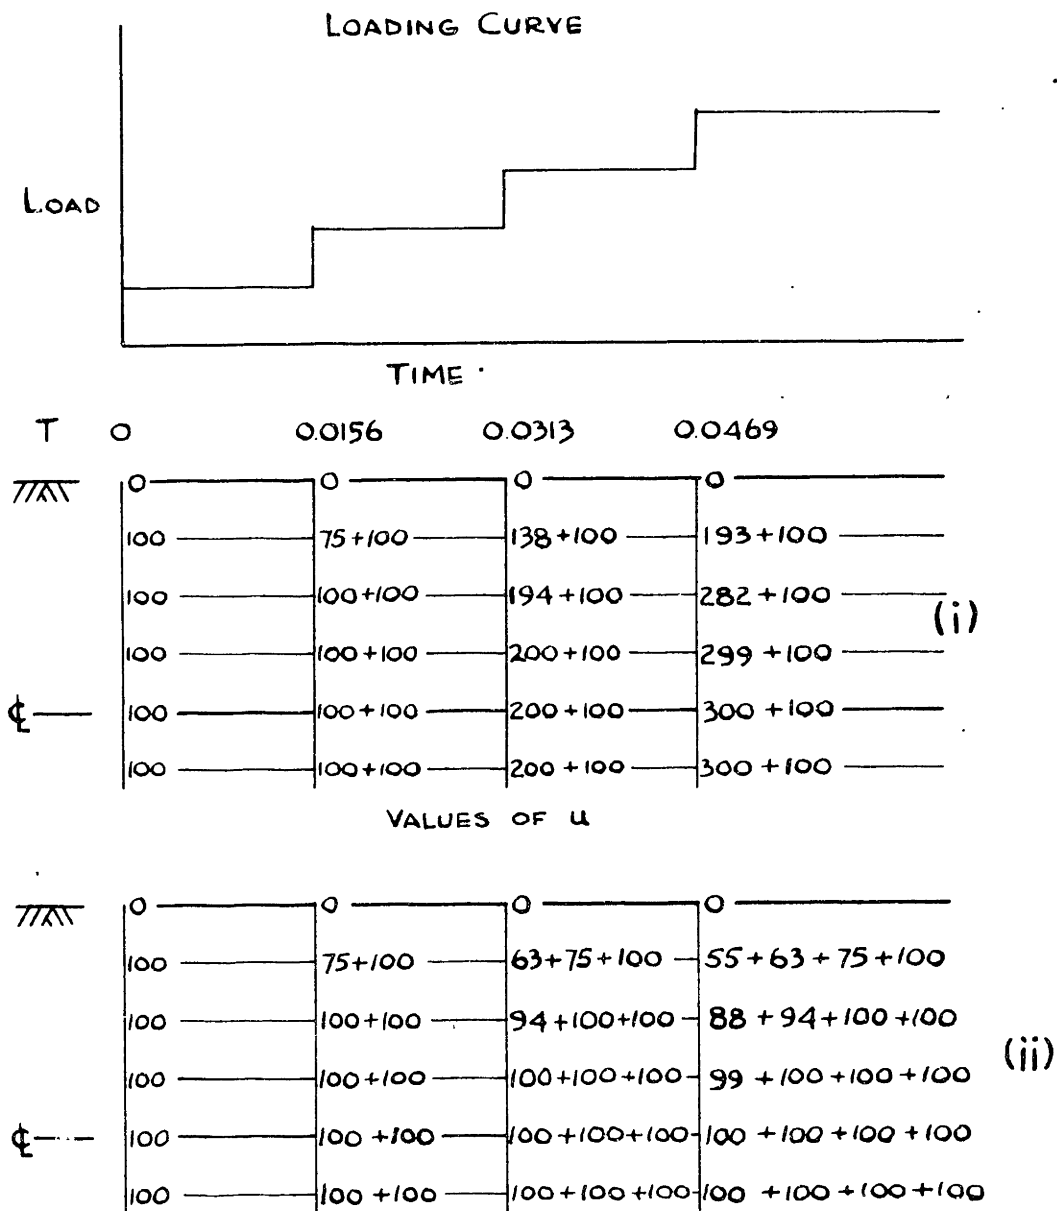 LOADING CURVE
LOAD
TIME
T 0 0.0156 0.0313 0.0469
0 0 0 0
100 75+100 138+100 193+100
100 100+100 194+100 282+100
(i)
100 100+100 200+100 299+100
℄ 100 100+100 200+100 300+100
100 100+100 200+100 300+100
VALUES OF u
0 0 0 0
100 75+100 63+75+100 55+63+75+100
100 100+100 94+100+100 88+94+100+100
(ii)
100 100+100 100+100+100 99+100+100+100
℄ 100 100+100 100+100+100 100+100+100+100
100 100+100 100+100+100 100+100+100+100